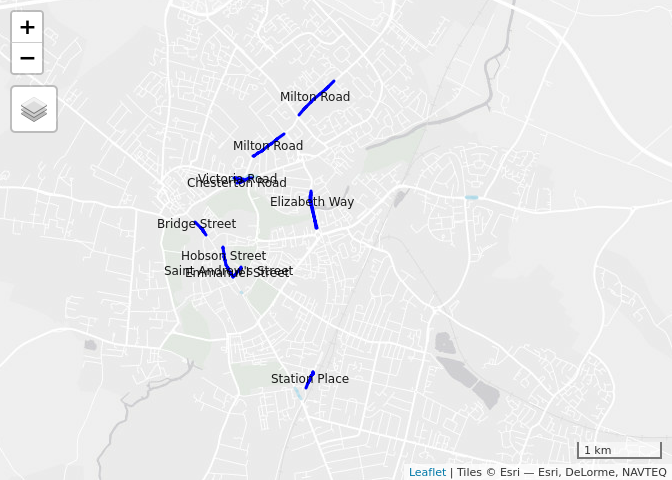 +
−
Milton Road
Milton Road
Victoria Road
Chesterton Road
Elizabeth Way
Bridge Street
Hobson Street
Saint Andrew's Street
Emmanuel Street
Station Place
1 km
Leaflet | Tiles © Esri — Esri, DeLorme, NAVTEQ